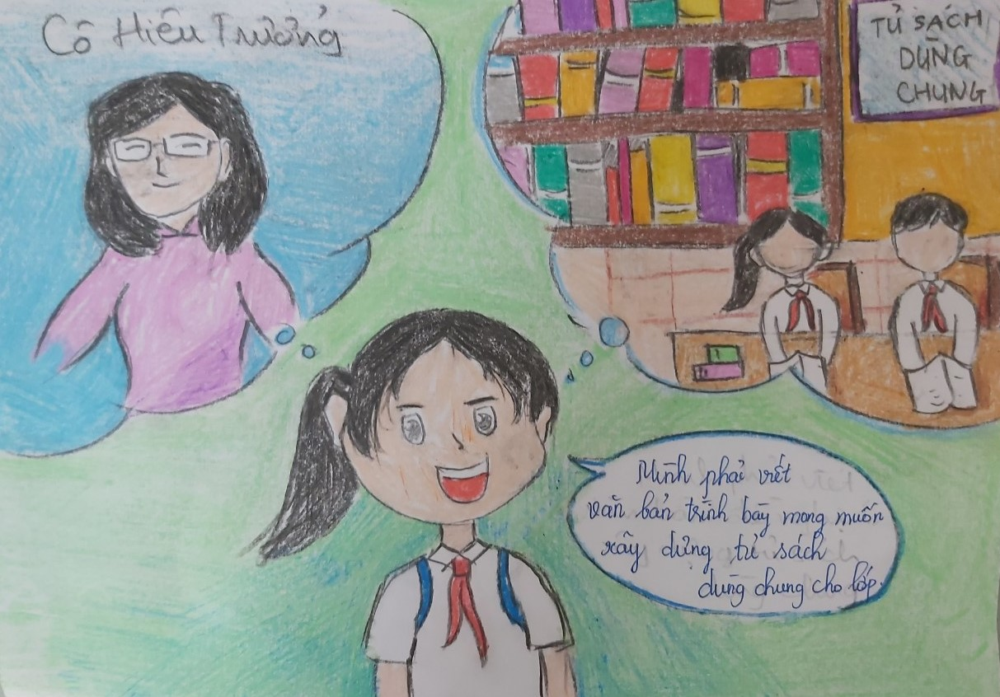 Cô Hiệu Trưởng
TỦ SÁCH
DÙNG
CHUNG
Mình phải viết
văn bản trình bày mong muốn
xây dựng tủ sách
dùng chung cho lớp.